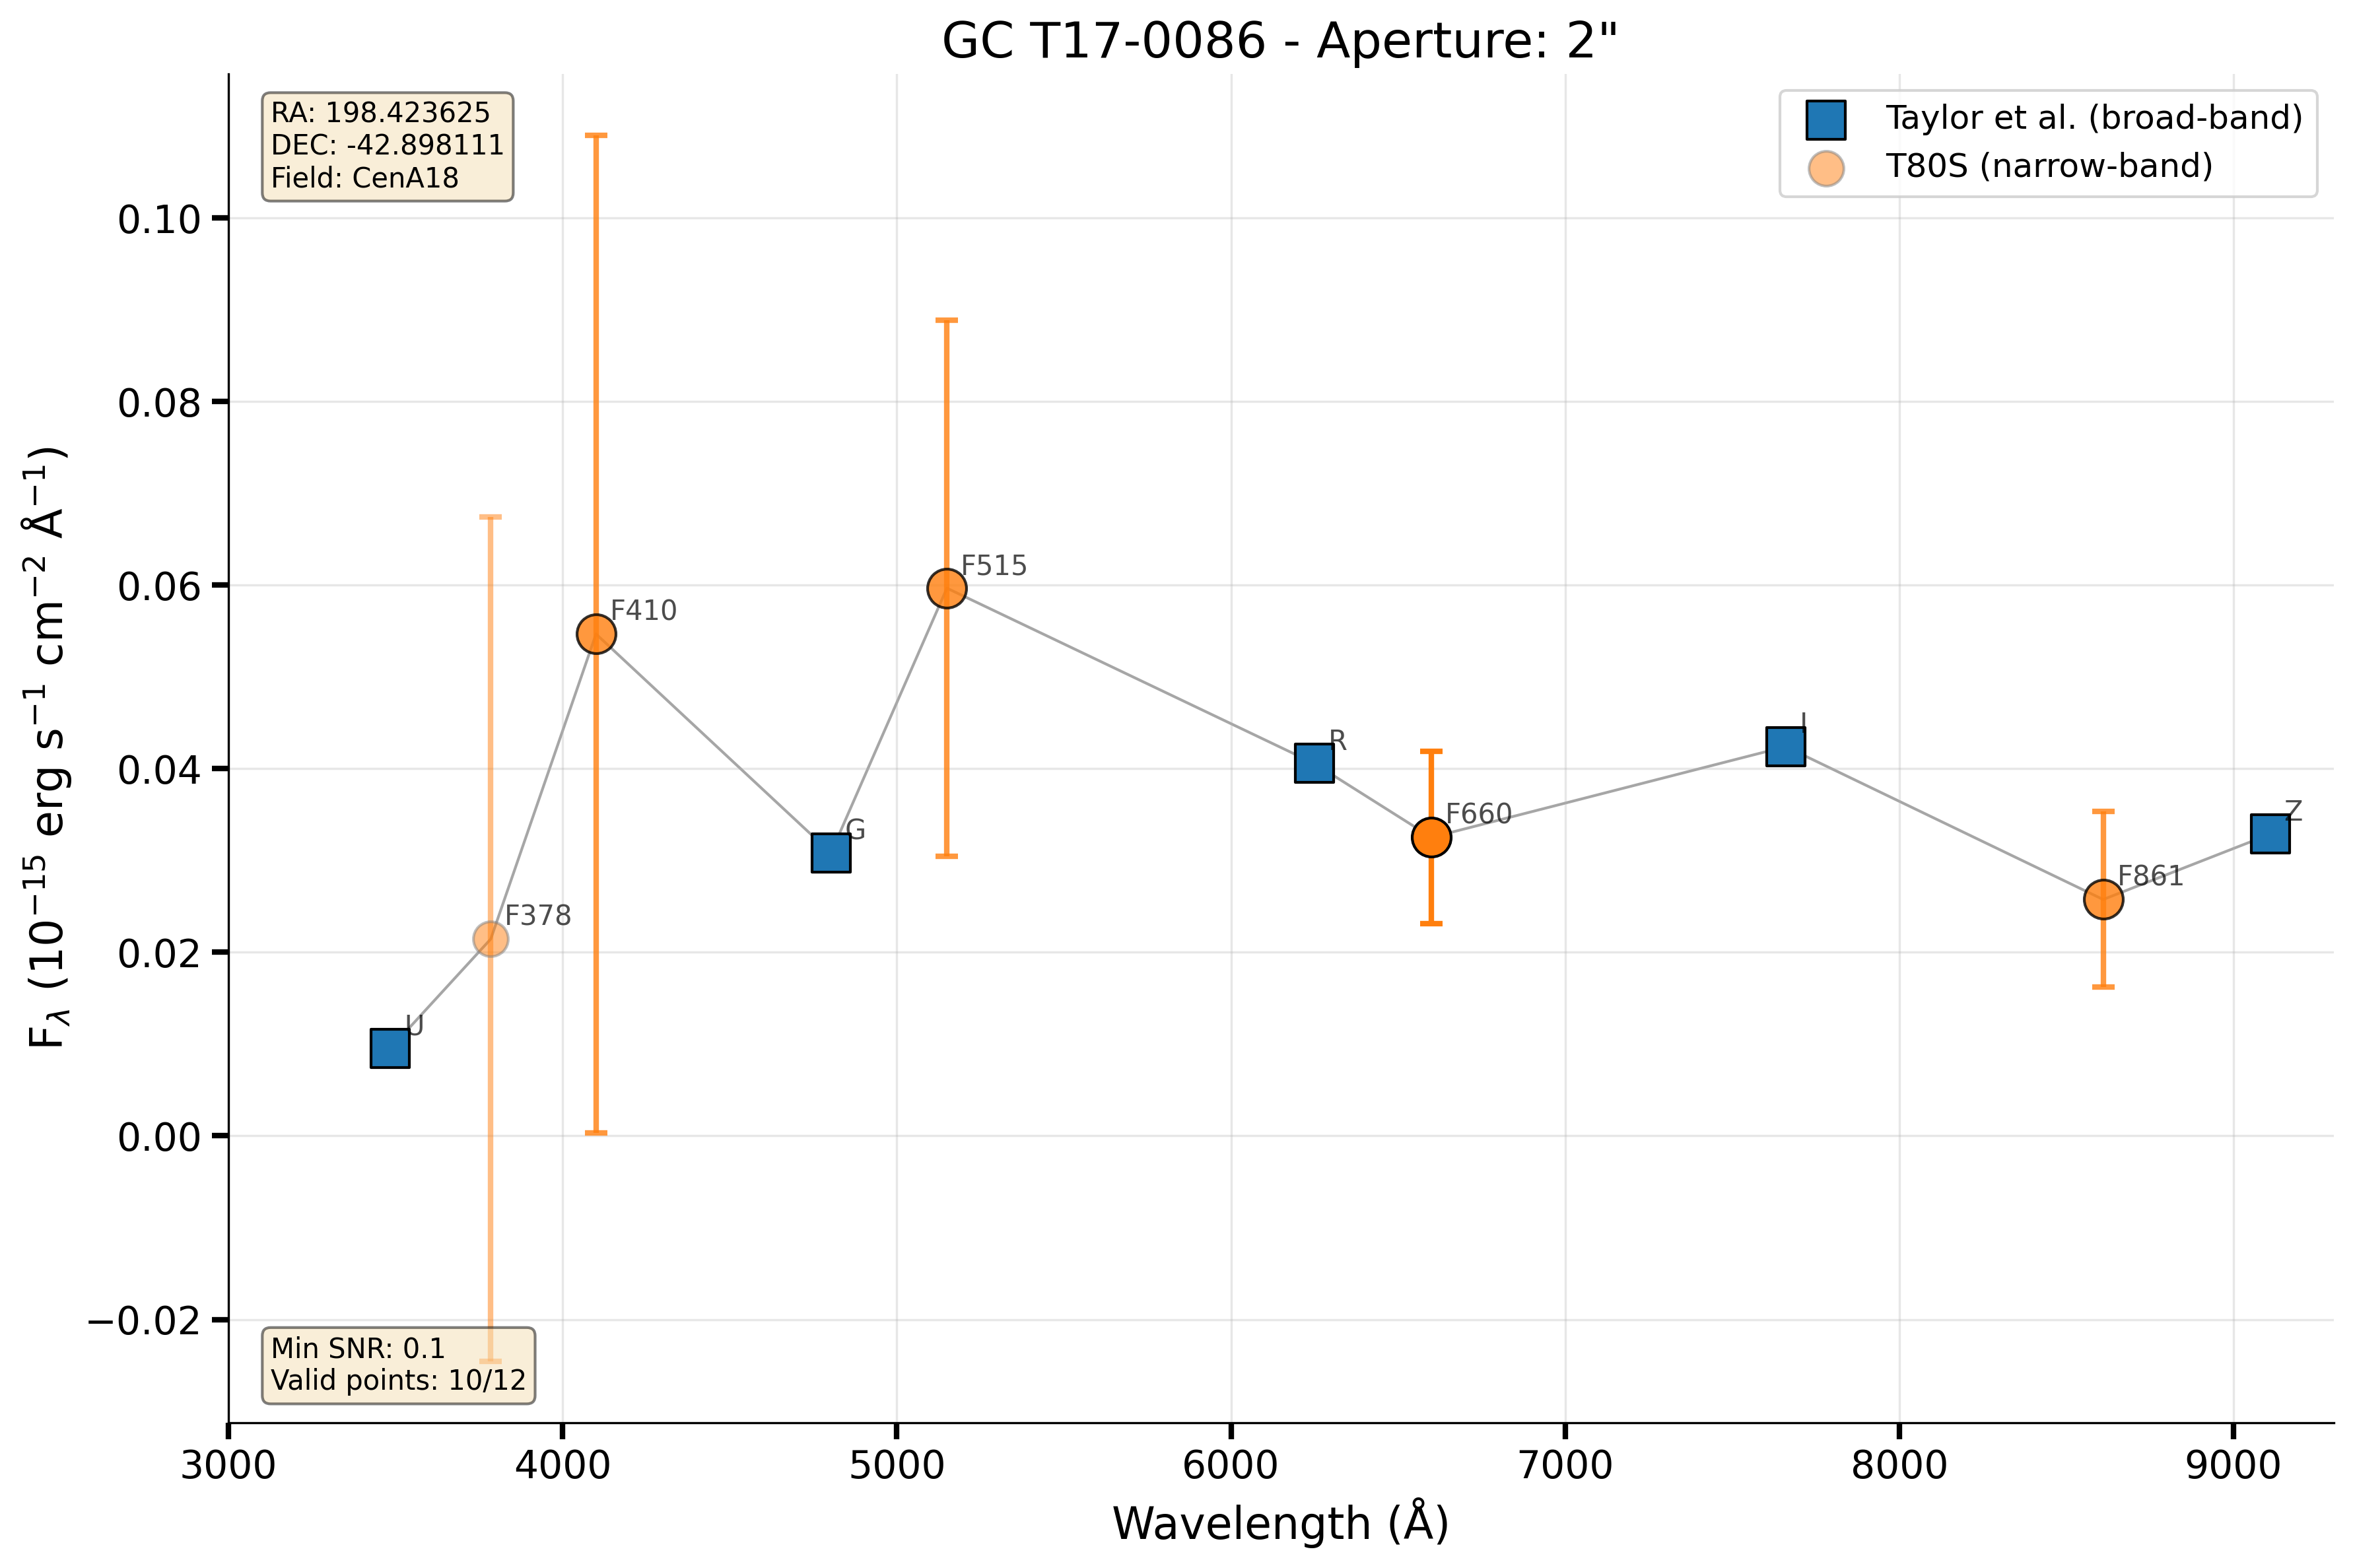 GC T17-0086 - Aperture: 2"
RA: 198.423625
DEC: -42.898111
Field: CenA18
Taylor et al. (broad-band)
T80S (narrow-band)
F_λ (10⁻¹⁵ erg s⁻¹ cm⁻² Å⁻¹)
0.10
0.08
0.06
0.04
0.02
0.00
−0.02
U
F378
F410
G
F515
R
F660
I
F861
Z
Min SNR: 0.1
Valid points: 10/12
3000 4000 5000 6000 7000 8000 9000
Wavelength (Å)